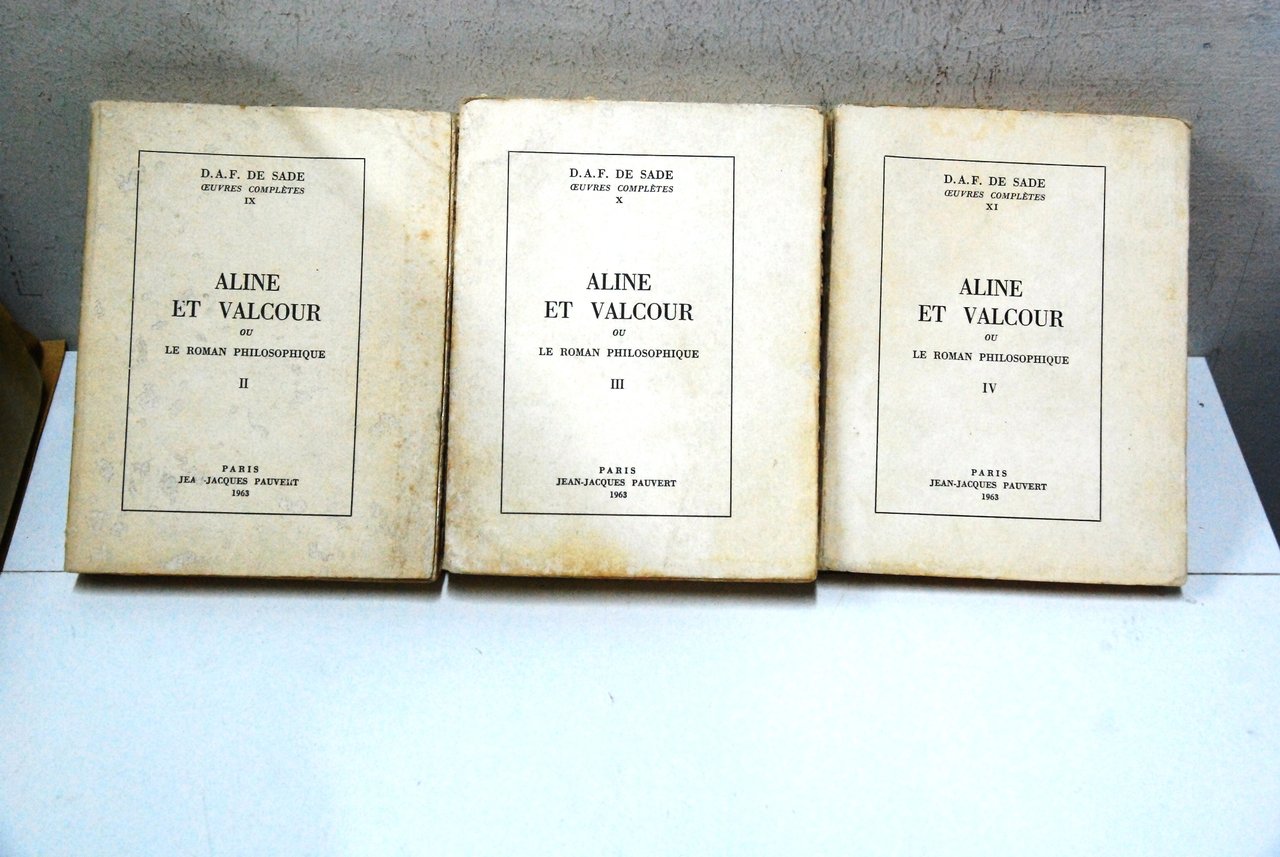 D.A.F. DE SADE
ŒUVRES COMPLÈTES
IX
ALINE
ET VALCOUR
OU
LE ROMAN PHILOSOPHIQUE
II
PARIS
JEAN-JACQUES PAUVERT
1963
D.A.F. DE SADE
ŒUVRES COMPLÈTES
X
ALINE
ET VALCOUR
OU
LE ROMAN PHILOSOPHIQUE
III
PARIS
JEAN-JACQUES PAUVERT
1963
D.A.F. DE SADE
ŒUVRES COMPLÈTES
XI
ALINE
ET VALCOUR
OU
LE ROMAN PHILOSOPHIQUE
IV
PARIS
JEAN-JACQUES PAUVERT
1963